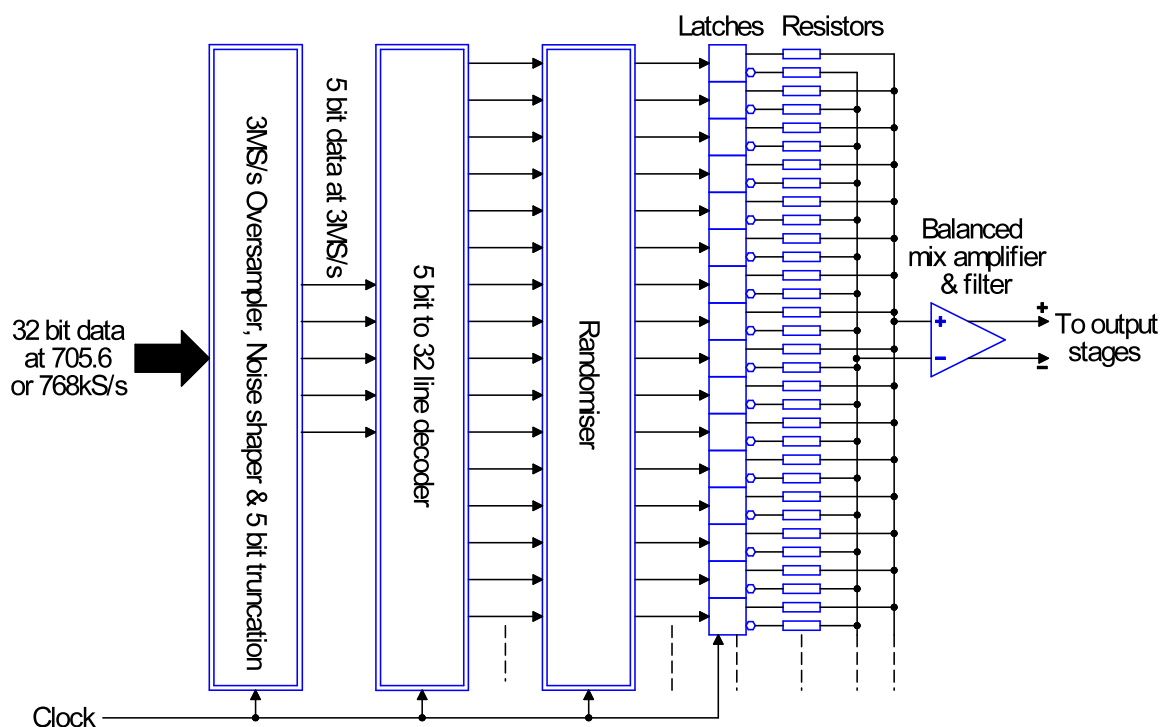 Latches
Resistors
3MS/s Oversampler, Noise shaper & 5 bit truncation
5 bit data at 3MS/s
5 bit to 32 line decoder
Randomiser
32 bit data
at 705.6
or 768kS/s
Balanced
mix amplifier
& filter
+
−
+
−
To output
stages
Clock